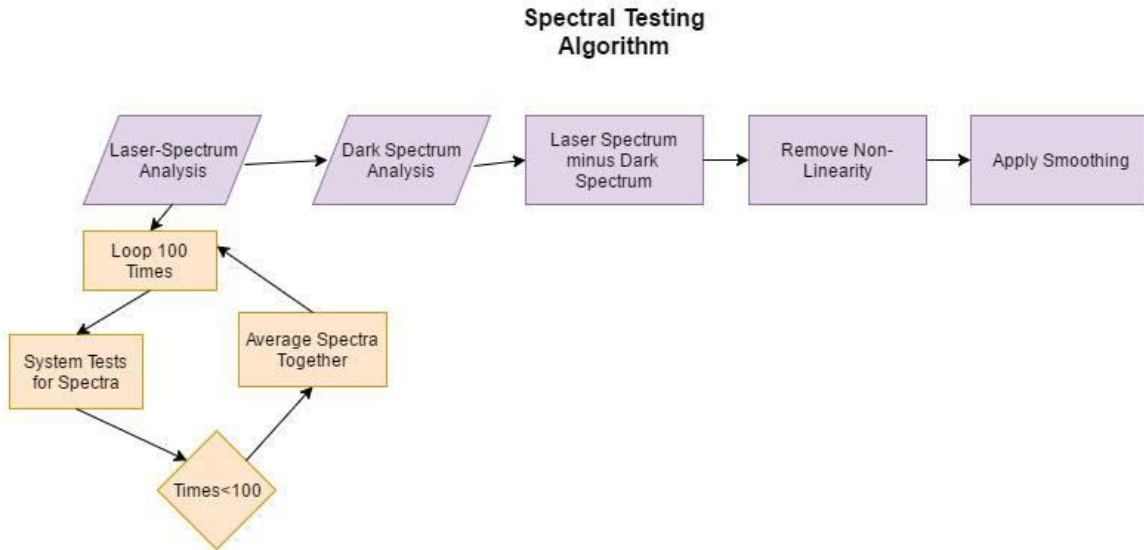 Spectral Testing
Algorithm
Laser-Spectrum
Analysis
Dark Spectrum
Analysis
Laser Spectrum
minus Dark
Spectrum
Remove Non-
Linearity
Apply Smoothing
Loop 100
Times
System Tests
for Spectra
Average Spectra
Together
Times<100